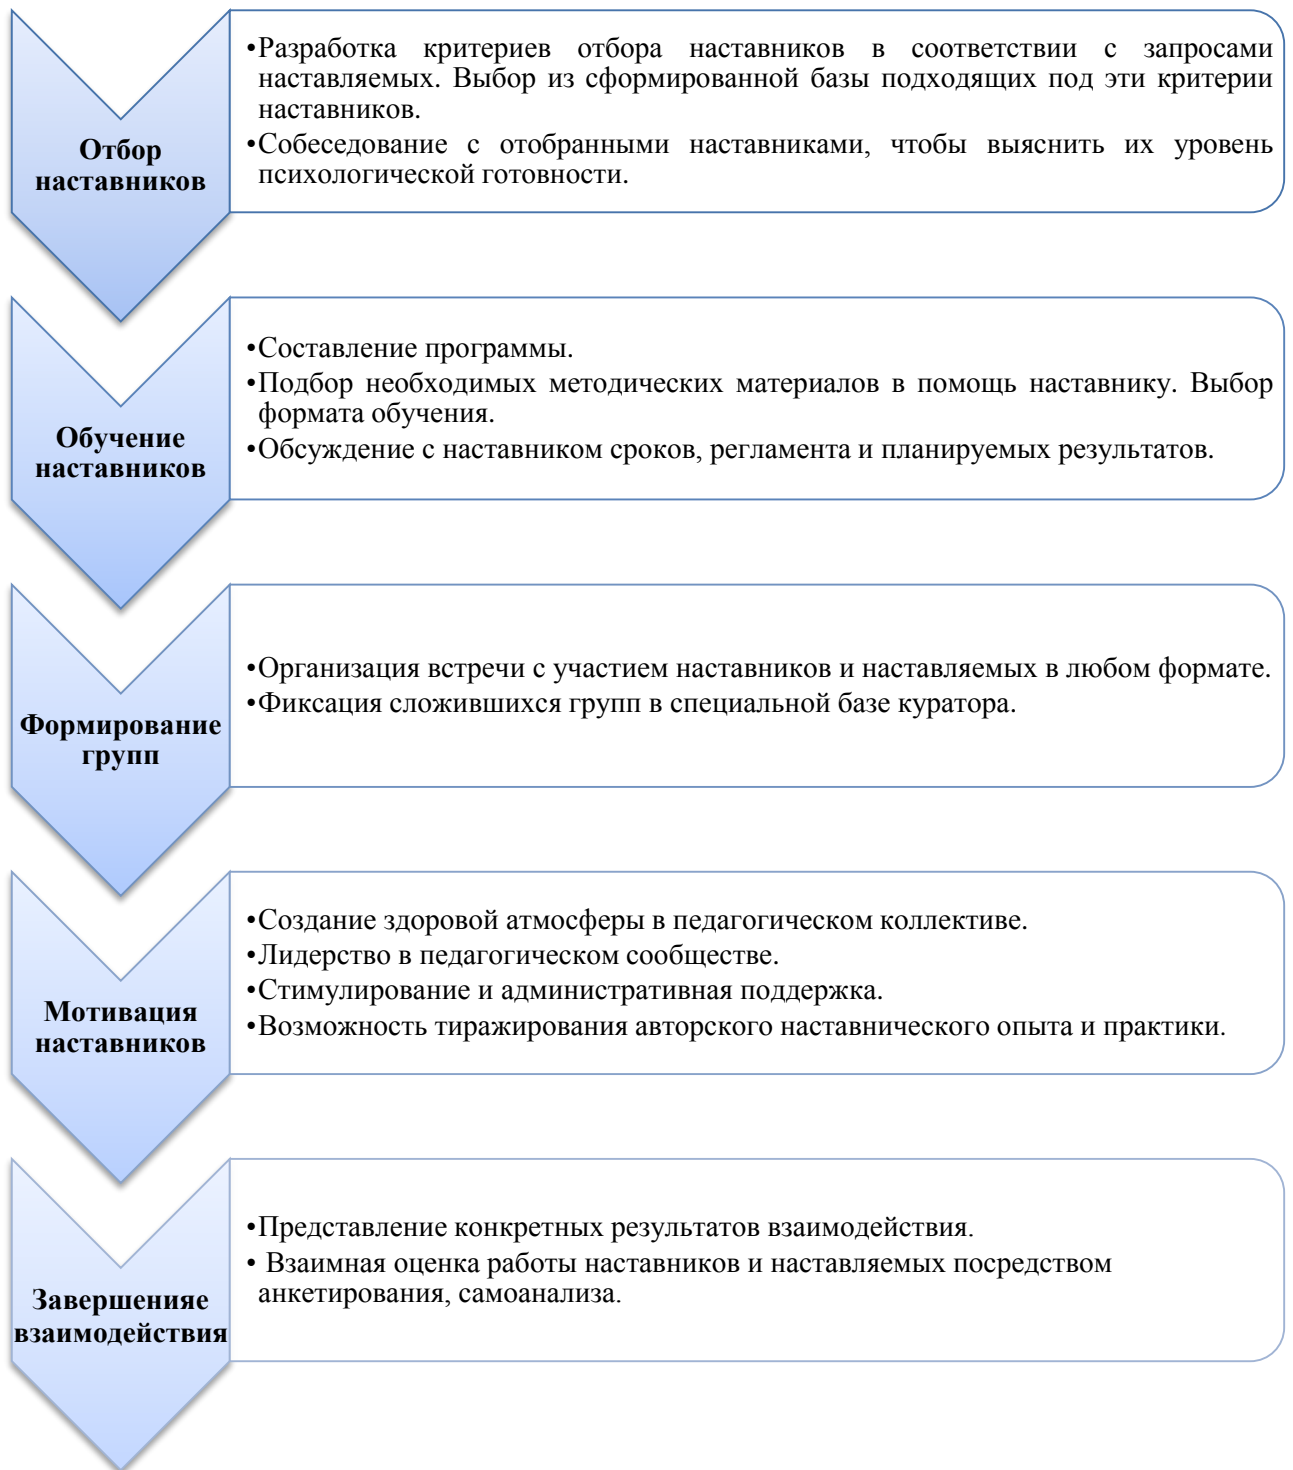 Отбор
наставников
•Разработка критериев отбора наставников в соответствии с запросами
наставляемых. Выбор из сформированной базы подходящих под эти критерии
наставников.
•Собеседование с отобранными наставниками, чтобы выяснить их уровень
психологической готовности.
Обучение
наставников
•Составление программы.
•Подбор необходимых методических материалов в помощь наставнику. Выбор
формата обучения.
•Обсуждение с наставником сроков, регламента и планируемых результатов.
Формирование
групп
•Организация встречи с участием наставников и наставляемых в любом формате.
•Фиксация сложившихся групп в специальной базе куратора.
Мотивация
наставников
•Создание здоровой атмосферы в педагогическом коллективе.
•Лидерство в педагогическом сообществе.
•Стимулирование и административная поддержка.
•Возможность тиражирования авторского наставнического опыта и практики.
Завершенияе
взаимодействия
•Представление конкретных результатов взаимодействия.
• Взаимная оценка работы наставников и наставляемых посредством
анкетирования, самоанализа.